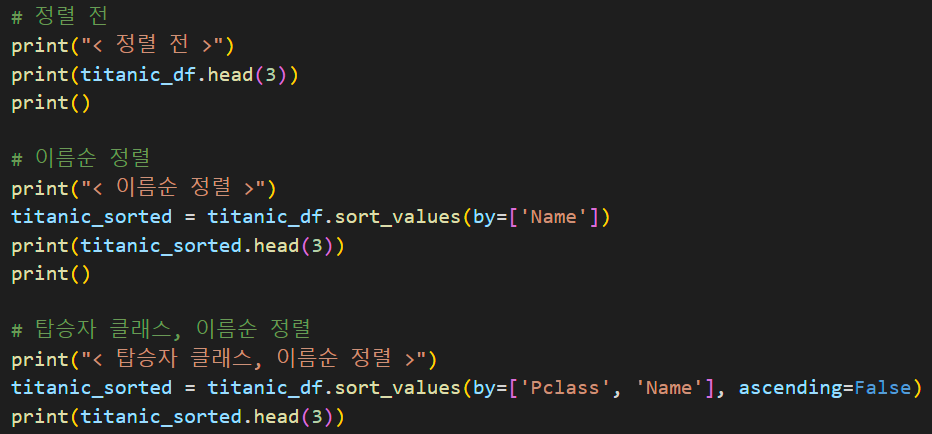 # 정렬 전
print("< 정렬 전 >")
print(titanic_df.head(3))
print()
# 이름순 정렬
print("< 이름순 정렬 >")
titanic_sorted = titanic_df.sort_values(by=['Name'])
print(titanic_sorted.head(3))
print()
# 탑승자 클래스, 이름순 정렬
print("< 탑승자 클래스, 이름순 정렬 >")
titanic_sorted = titanic_df.sort_values(by=['Pclass', 'Name'], ascending=False)
print(titanic_sorted.head(3))